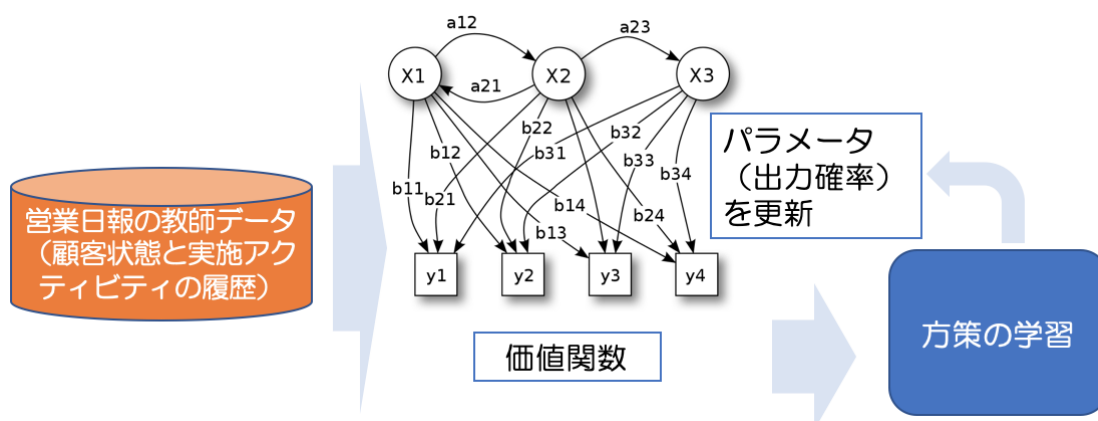 a12
a23
X1
X2
X3
a21
b22
b32
b12
b31
b33
b11
b21
b34
b14
b24
b13
y1
y2
y3
y4
営業日報の教師データ
（顧客状態と実施アク
ティビティの履歴）
価値関数
パラメータ
（出力確率）
を更新
方策の学習